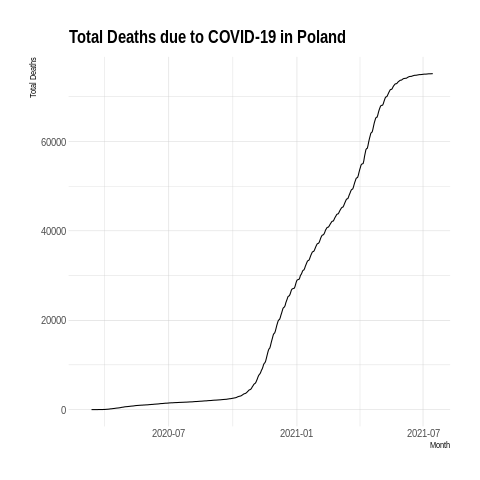 Total Deaths due to COVID-19 in Poland
Total Deaths
60000
40000
20000
0
2020-07 2021-01 2021-07
Month